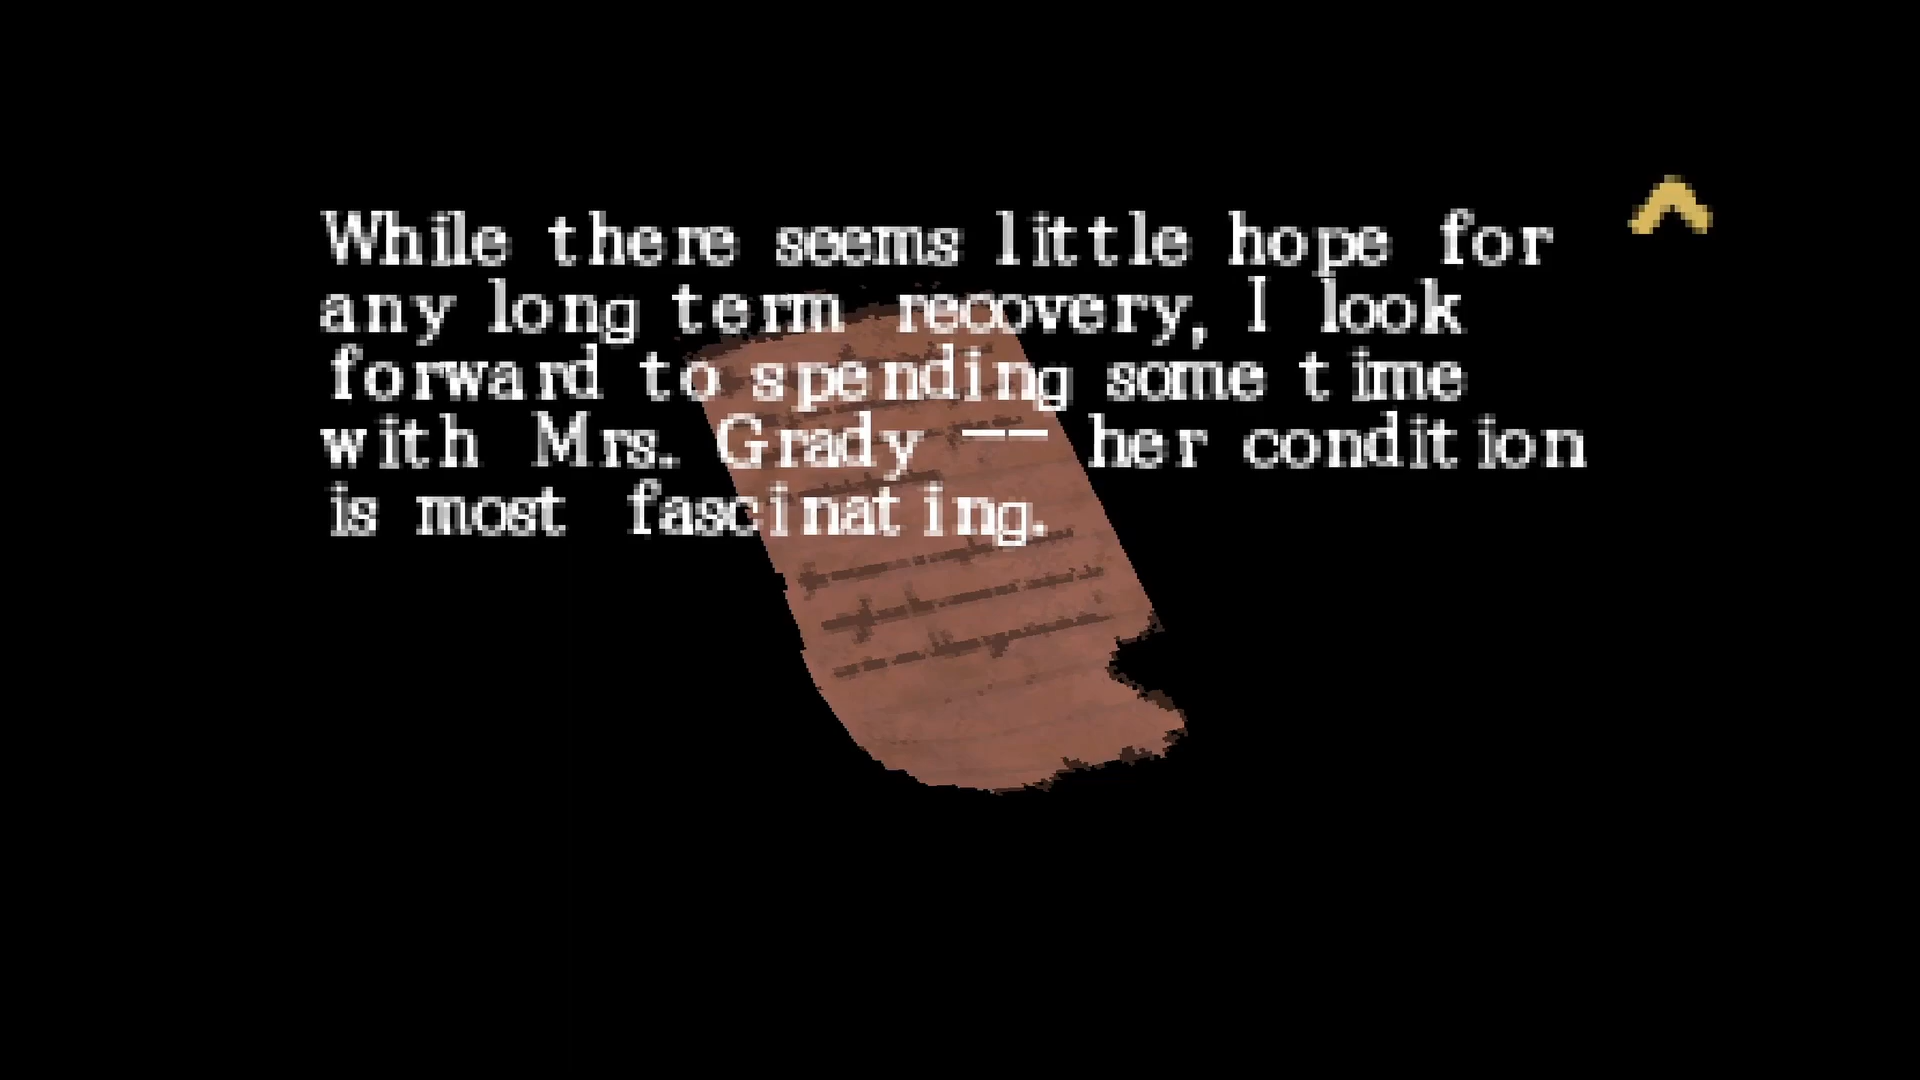 While there seems little hope for
any long term recovery, I look
forward to spending some time
with Mrs. Grady -- her condition
is most fascinating.